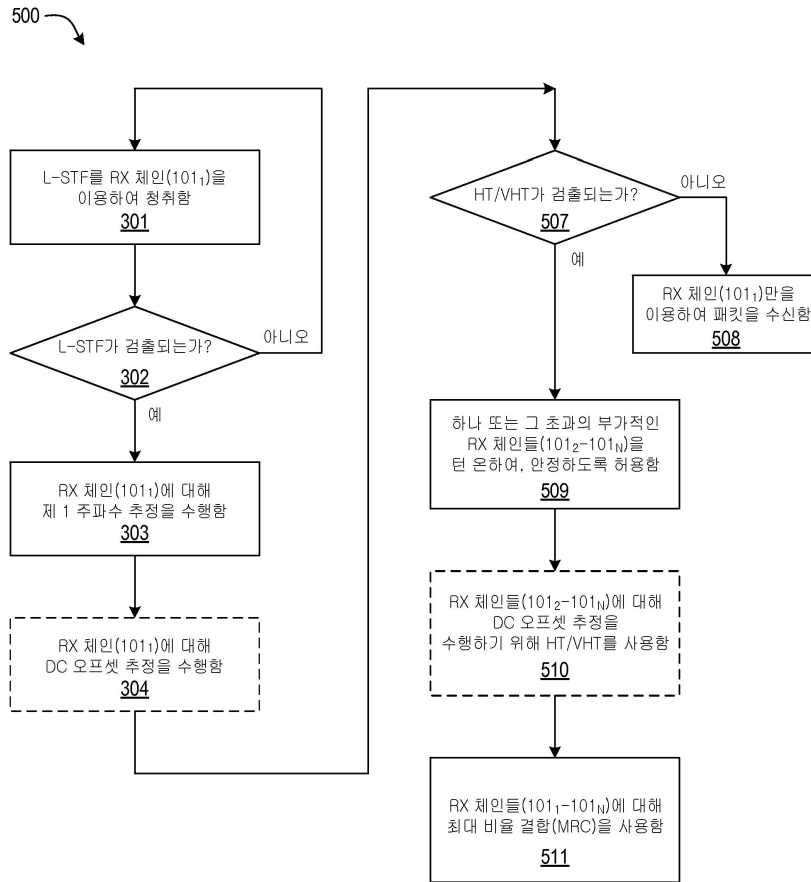 500
L-STF를 RX 체인(101₁)을
이용하여 청취함
301
L-STF가 검출되는가?
302
아니오
예
RX 체인(101₁)에 대해
제 1 주파수 추정을 수행함
303
RX 체인(101₁)에 대해
DC 오프셋 추정을 수행함
304
HT/VHT가 검출되는가?
507
아니오
예
RX 체인(101₁)만을
이용하여 패킷을 수신함
508
하나 또는 그 초과의 부가적인
RX 체인들(101₂-101_N)을
턴 온하여, 안정하도록 허용함
509
RX 체인들(101₂-101_N)에 대해
DC 오프셋 추정을
수행하기 위해 HT/VHT를 사용함
510
RX 체인들(101₁-101_N)에 대해
최대 비율 결합(MRC)을 사용함
511